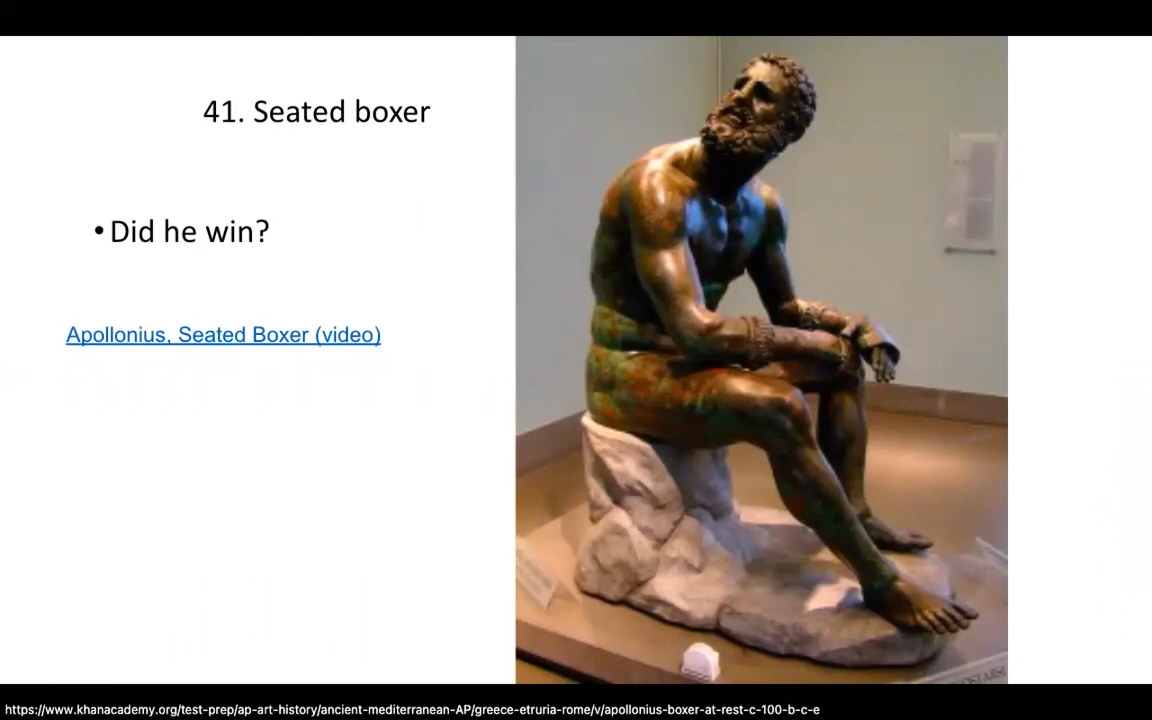 41. Seated boxer
•Did he win?
Apollonius, Seated Boxer (video)
https://www.khanacademy.org/test-prep/ap-art-history/ancient-mediterranean-AP/greece-etruria-rome/v/apollonius-boxer-at-rest-c-100-b-c-e